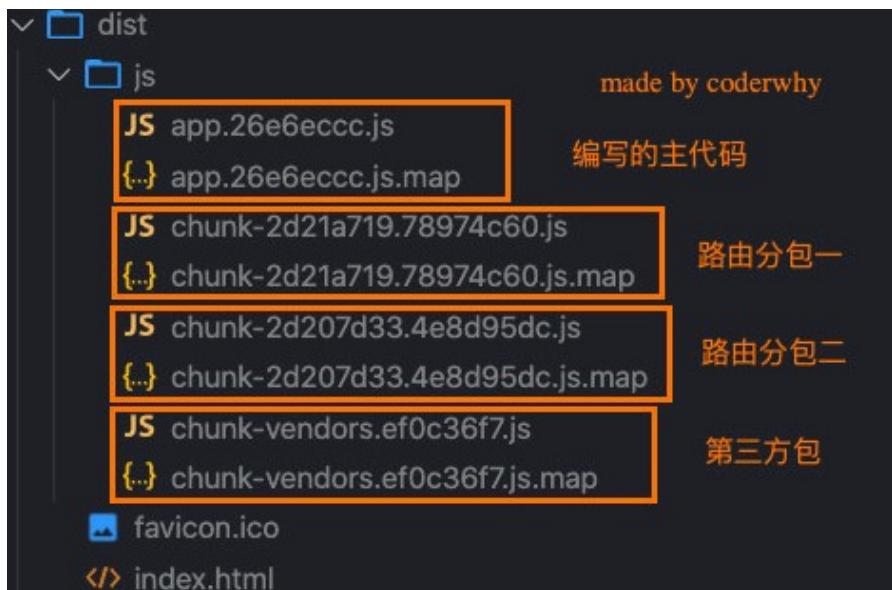 dist
js
made by coderwhy
JS app.26e6eccc.js
编写的主代码
{...} app.26e6eccc.js.map
JS chunk-2d21a719.78974c60.js
路由分包一
{...} chunk-2d21a719.78974c60.js.map
JS chunk-2d207d33.4e8d95dc.js
路由分包二
{...} chunk-2d207d33.4e8d95dc.js.map
JS chunk-vendors.ef0c36f7.js
第三方包
{...} chunk-vendors.ef0c36f7.js.map
favicon.ico
</> index.html